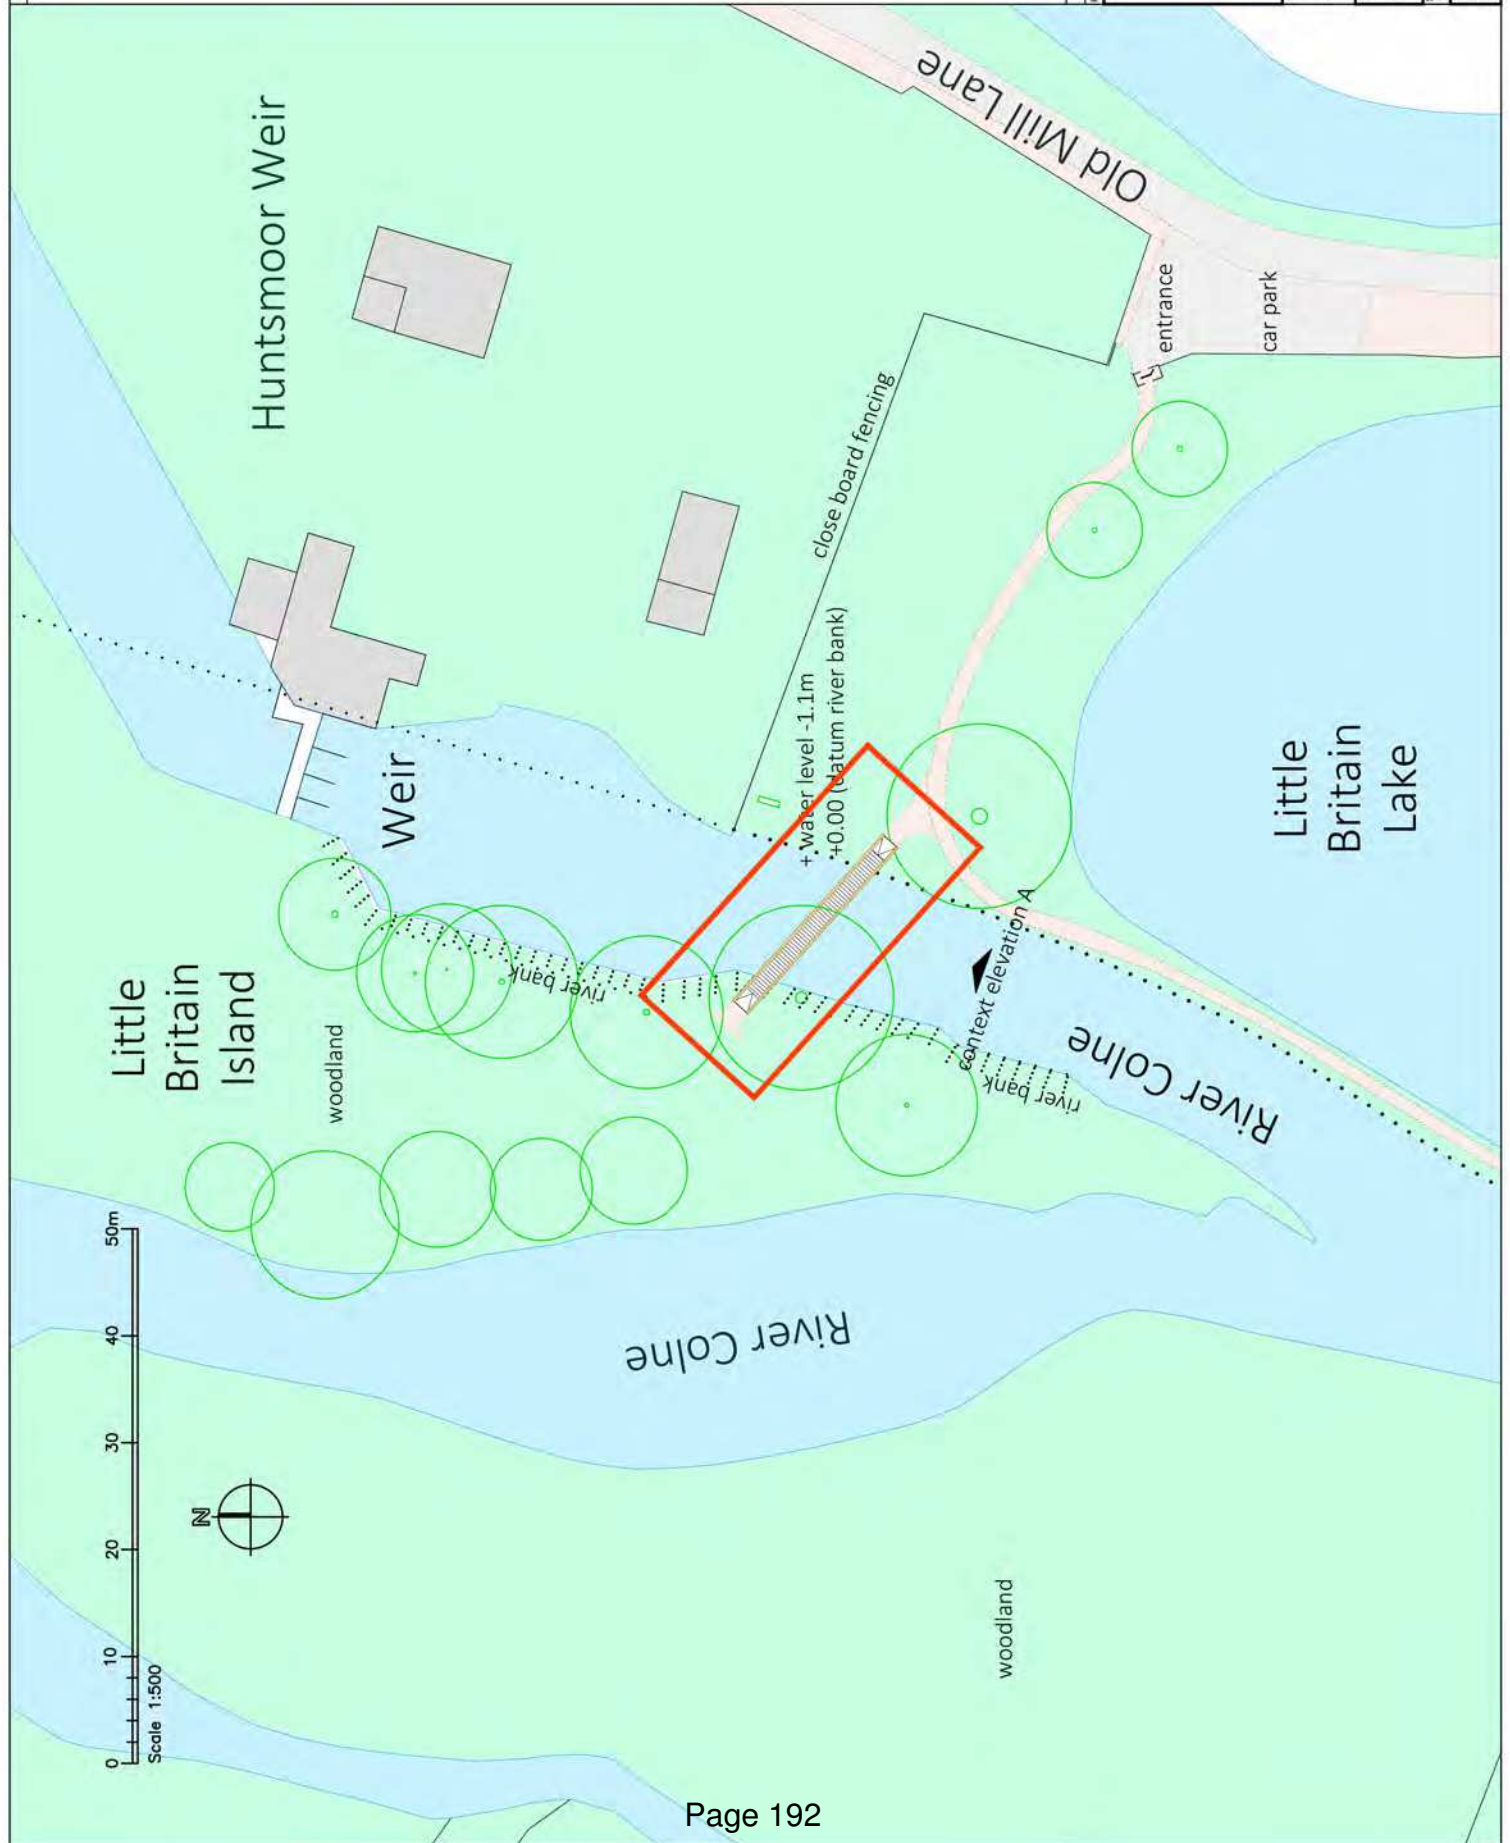 Huntsmoor Weir
Old Mill Lane
entrance
car park
close board fencing
+ water level -1.1m
+0.00 (datum river bank)
Weir
Little
Britain
Lake
Little
Britain
Island
woodland
river bank
context elevation A
river bank
River Colne
River Colne
50m
40
30
20
10
0
Scale 1:500
N
woodland
Page 192